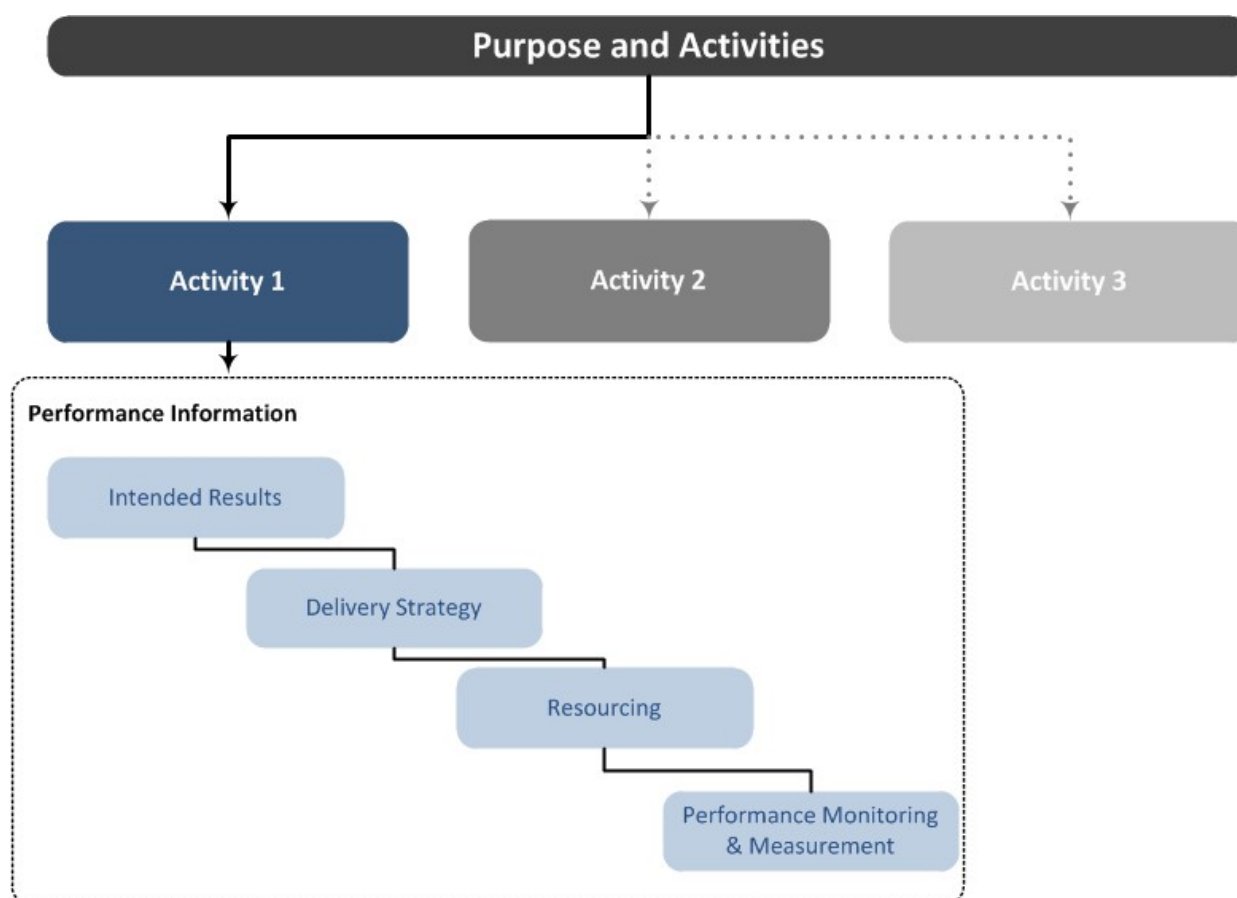 Purpose and Activities
Activity 1
Activity 2
Activity 3
Performance Information
Intended Results
Delivery Strategy
Resourcing
Performance Monitoring
& Measurement